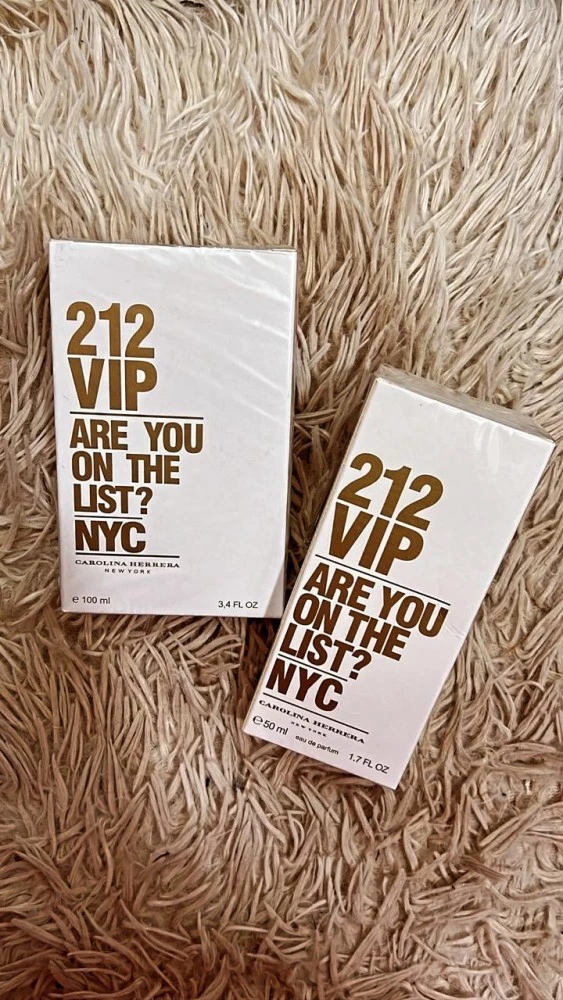 212
VIP
ARE YOU
ON THE
LIST?
NYC
CAROLINA HERRERA
NEW YORK
e 100 ml 3,4 FL OZ
212
VIP
ARE YOU
ON THE
LIST?
NYC
CAROLINA HERRERA
NEW YORK
e 50 ml eau de parfum 1.7 FL OZ